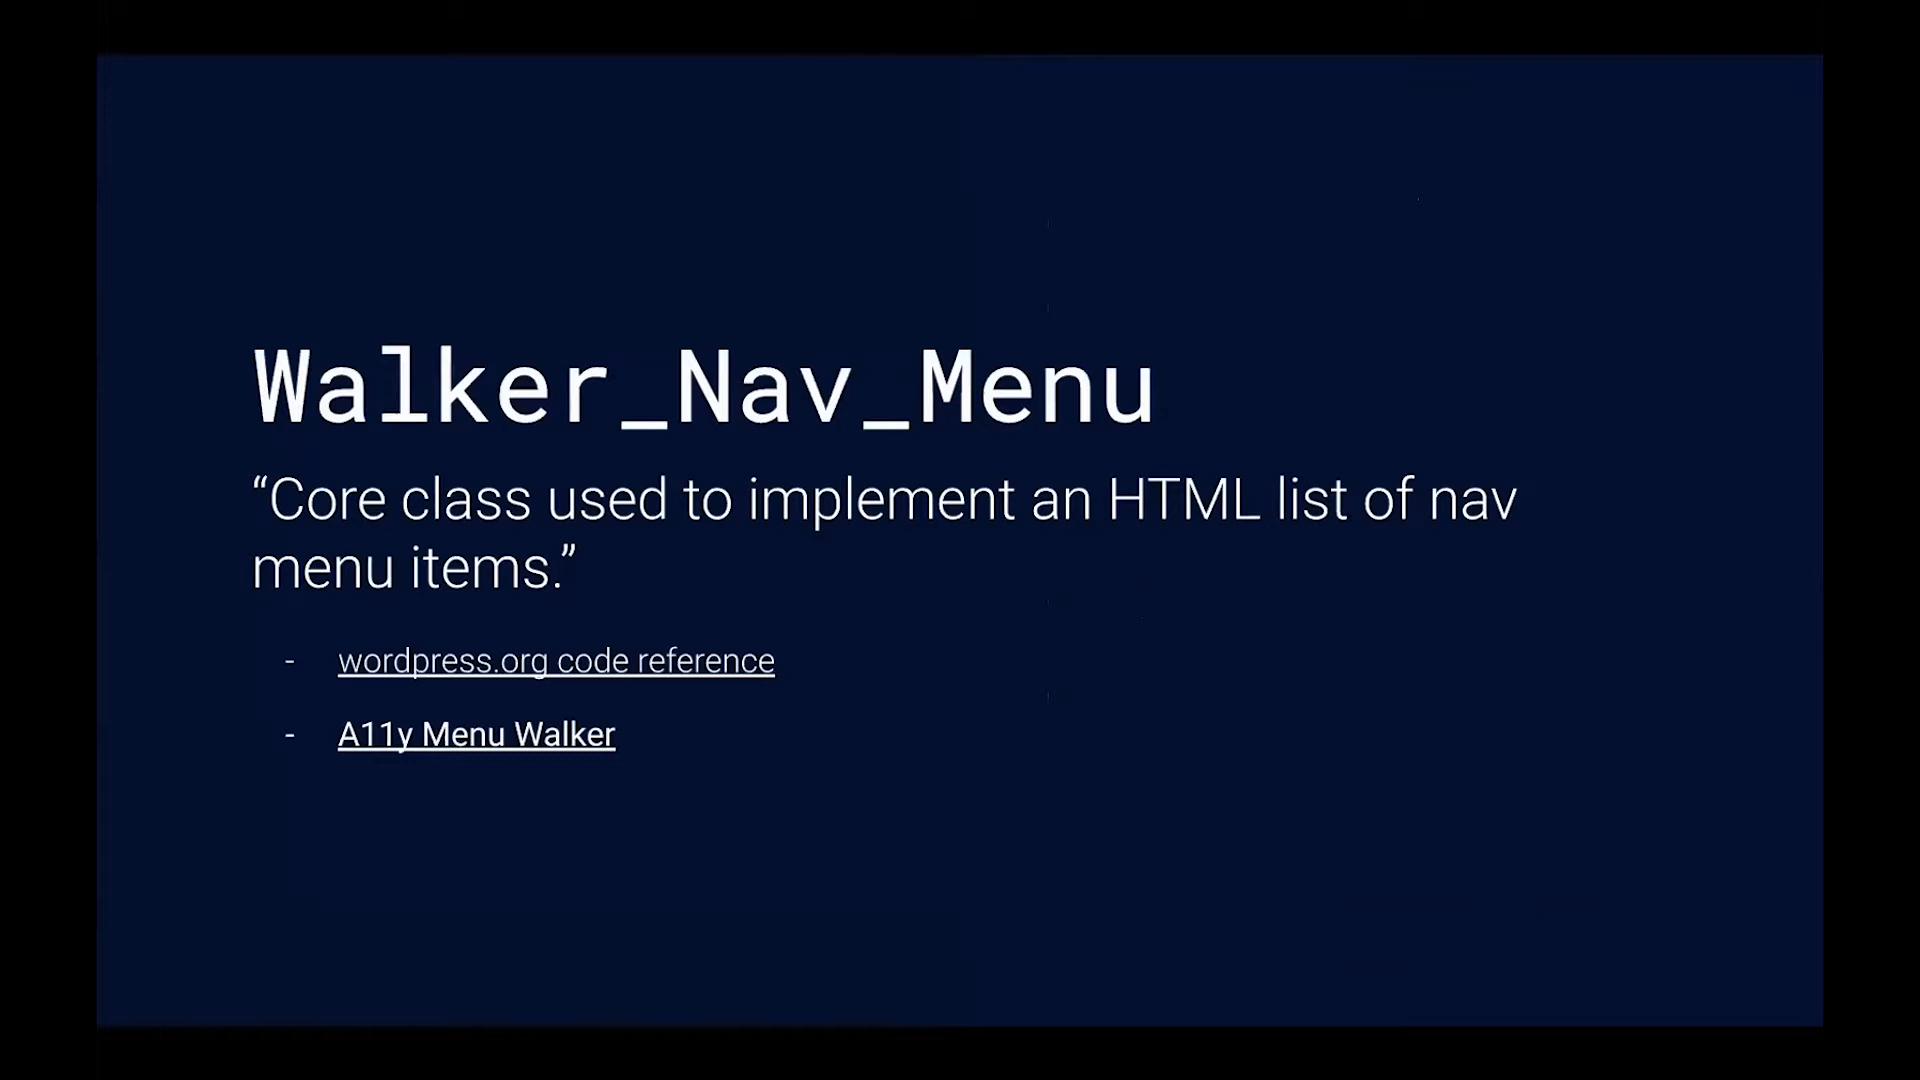 Walker_Nav_Menu
“Core class used to implement an HTML list of nav
menu items.”
- wordpress.org code reference
- A11y Menu Walker